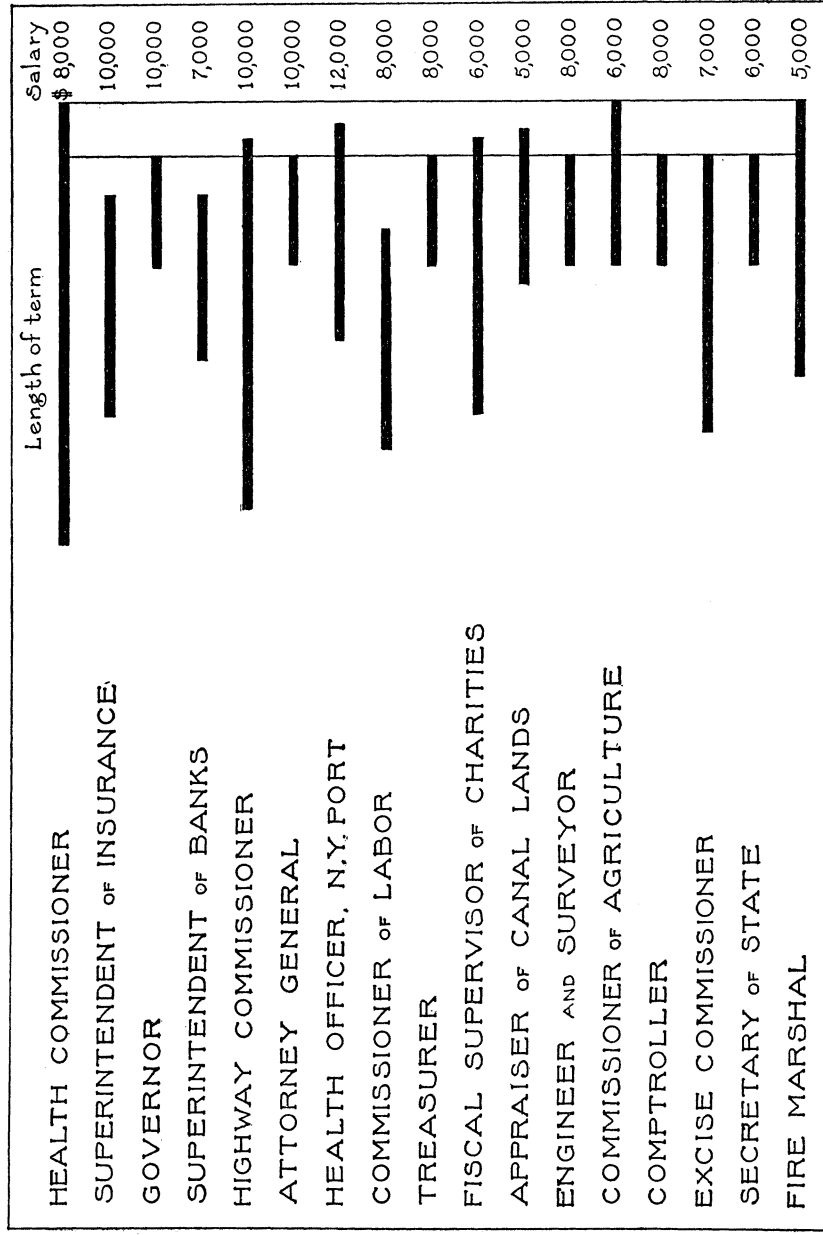 Length of term Salary
HEALTH COMMISSIONER $ 8,000
SUPERINTENDENT OF INSURANCE 10,000
GOVERNOR 10,000
SUPERINTENDENT OF BANKS 7,000
HIGHWAY COMMISSIONER 10,000
ATTORNEY GENERAL 10,000
HEALTH OFFICER, N.Y. PORT 12,000
COMMISSIONER OF LABOR 8,000
TREASURER 8,000
FISCAL SUPERVISOR OF CHARITIES 6,000
APPRAISER OF CANAL LANDS 5,000
ENGINEER AND SURVEYOR 8,000
COMMISSIONER OF AGRICULTURE 6,000
COMPTROLLER 8,000
EXCISE COMMISSIONER 7,000
SECRETARY OF STATE 6,000
FIRE MARSHAL 5,000